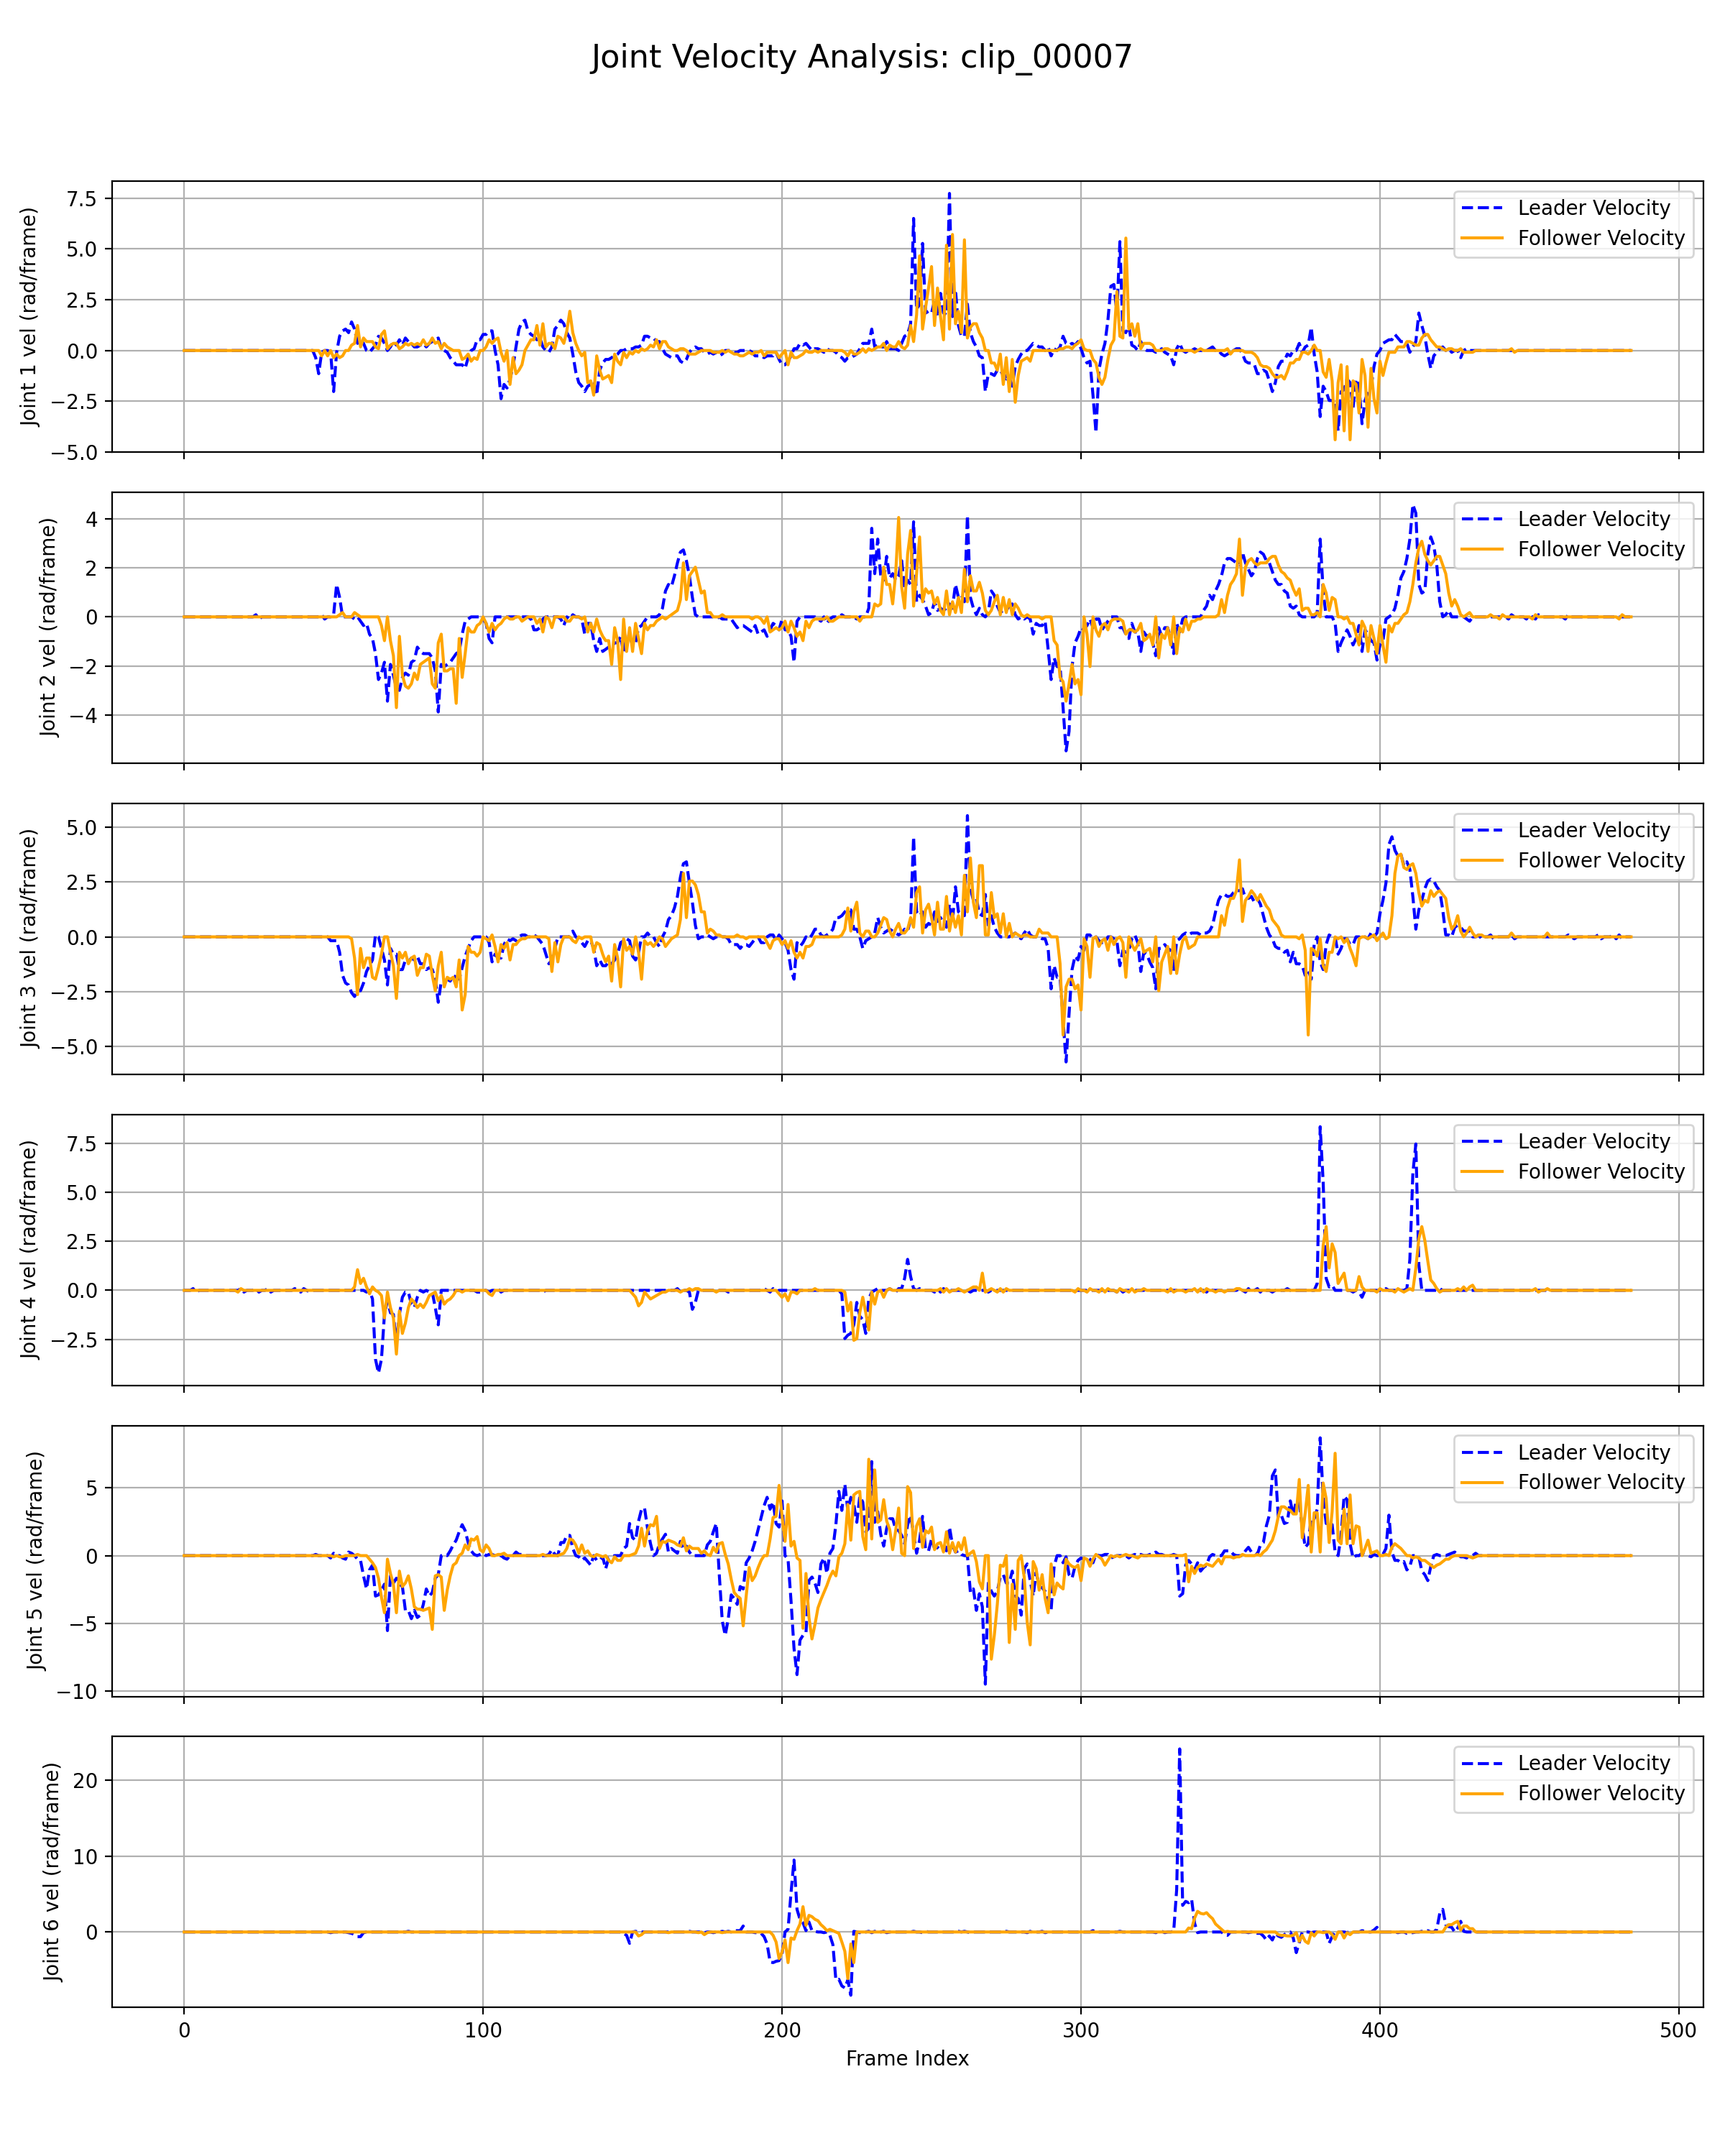 Joint Velocity Analysis: clip_00007
Joint 1 vel (rad/frame)
7.5
5.0
2.5
0.0
−2.5
−5.0
Leader Velocity
Follower Velocity
Joint 2 vel (rad/frame)
4
2
0
−2
−4
Leader Velocity
Follower Velocity
Joint 3 vel (rad/frame)
5.0
2.5
0.0
−2.5
−5.0
Leader Velocity
Follower Velocity
Joint 4 vel (rad/frame)
7.5
5.0
2.5
0.0
−2.5
Leader Velocity
Follower Velocity
Joint 5 vel (rad/frame)
5
0
−5
−10
Leader Velocity
Follower Velocity
Joint 6 vel (rad/frame)
20
10
0
Leader Velocity
Follower Velocity
0 100 200 300 400 500
Frame Index